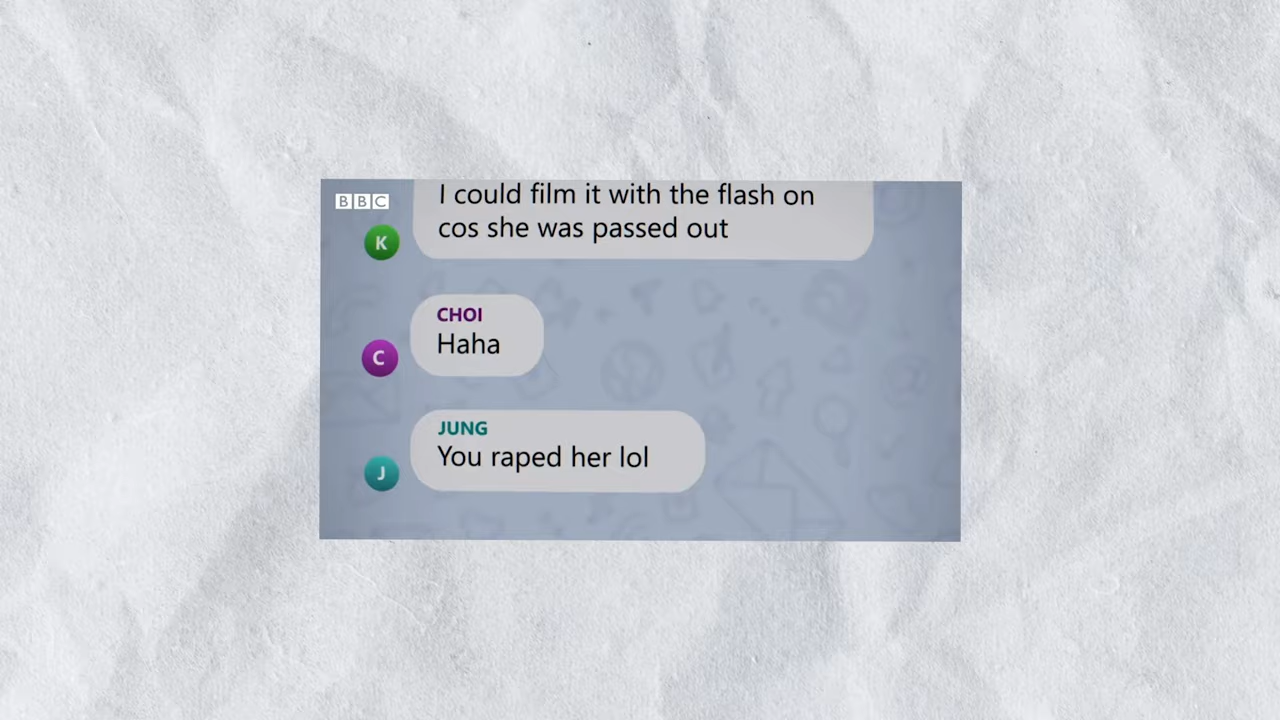 BBC
I could film it with the flash on
cos she was passed out
K
CHOI
Haha
C
JUNG
You raped her lol
J